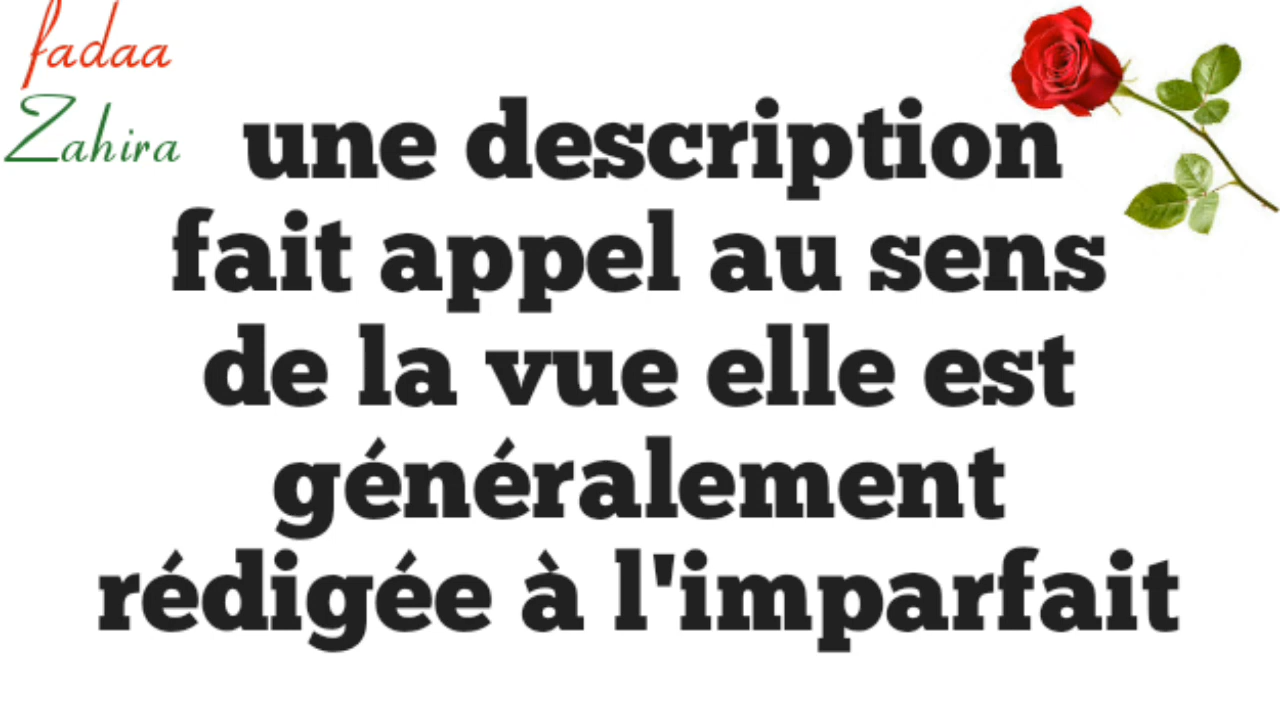 fadaa
Zahira
une description
fait appel au sens
de la vue elle est
généralement
rédigée à l'imparfait